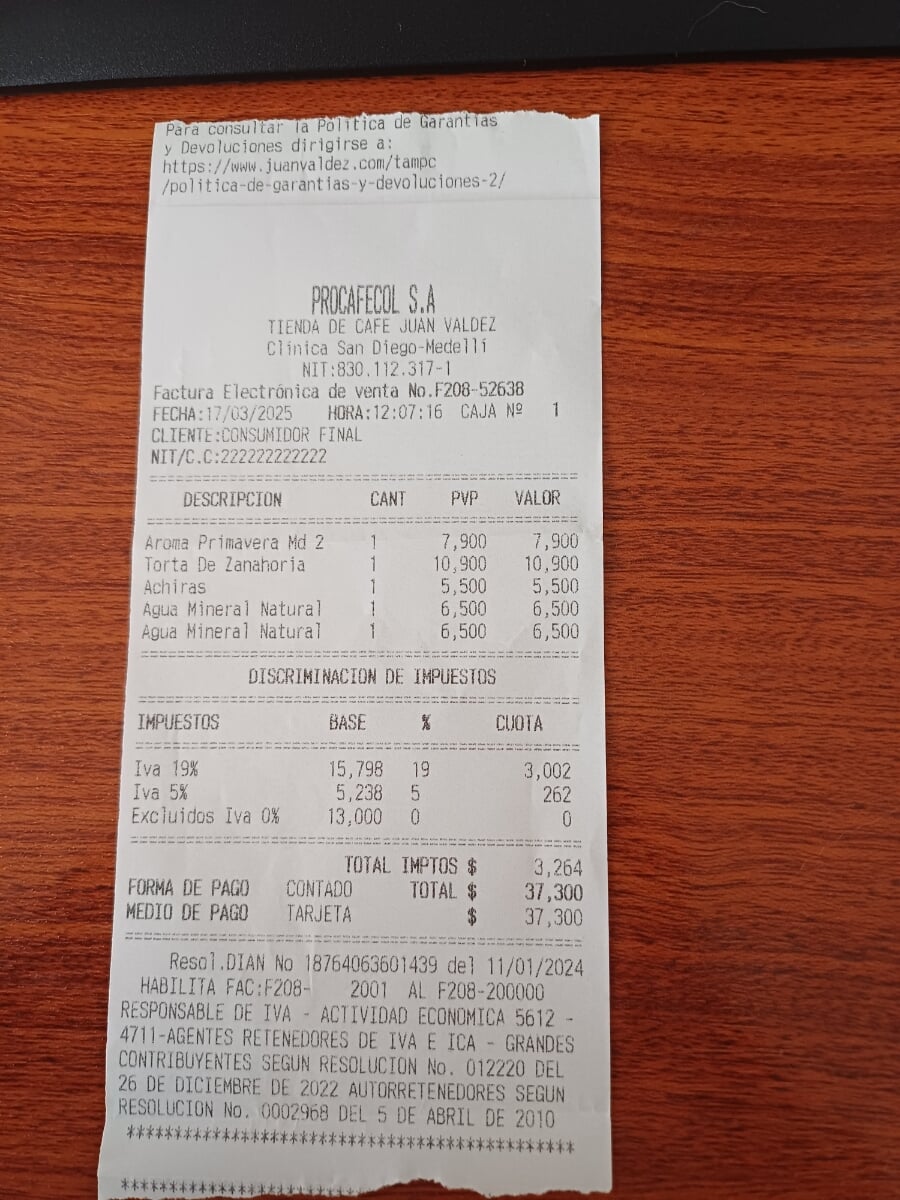 Para consultar la Politica de Garantias
y Devoluciones dirigirse a:
https://www.juanvaldez.com/tampc
/politica-de-garantias-y-devoluciones-2/
PROCAFECOL S.A
TIENDA DE CAFE JUAN VALDEZ
Clinica San Diego-Medelli
NIT:830.112.317-1
Factura Electrónica de venta No.F208-52638
FECHA:17/03/2025 HORA:12:07:16 CAJA Nº 1
CLIENTE:CONSUMIDOR FINAL
NIT/C.C:222222222222
DESCRIPCION CANT PVP VALOR
Aroma Primavera Md 2 1 7,900 7,900
Torta De Zanahoria 1 10,900 10,900
Achiras 1 5,500 5,500
Agua Mineral Natural 1 6,500 6,500
Agua Mineral Natural 1 6,500 6,500
DISCRIMINACION DE IMPUESTOS
IMPUESTOS BASE % CUOTA
Iva 19% 15,798 19 3,002
Iva 5% 5,238 5 262
Excluidos Iva 0% 13,000 0 0
TOTAL IMPTOS $ 3,264
FORMA DE PAGO CONTADO TOTAL $ 37,300
MEDIO DE PAGO TARJETA $ 37,300
Resol.DIAN No 18764063601439 del 11/01/2024
HABILITA FAC:F208- 2001 AL F208-200000
RESPONSABLE DE IVA - ACTIVIDAD ECONOMICA 5612 -
4711-AGENTES RETENEDORES DE IVA E ICA - GRANDES
CONTRIBUYENTES SEGUN RESOLUCION No. 012220 DEL
26 DE DICIEMBRE DE 2022 AUTORRETENEDORES SEGUN
RESOLUCION No. 0002968 DEL 5 DE ABRIL DE 2010